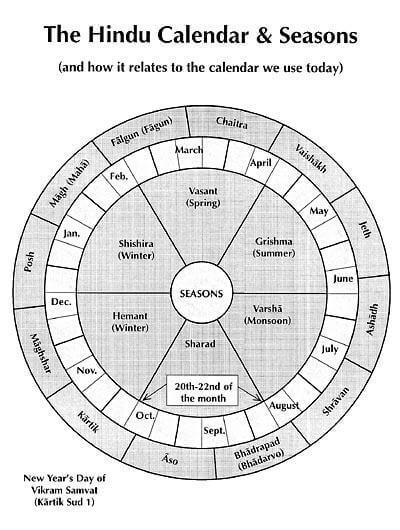 The Hindu Calendar & Seasons
(and how it relates to the calendar we use today)
Chaitra
Vaishākh
Jeth
Ashādh
Shrāvan
Bhādrapad
(Bhādarvo)
Āso
Kārtik
Māghshar
Posh
Māgh (Mahā)
Fālgun (Fāgun)
March
April
May
June
July
August
Sept.
Oct.
Nov.
Dec.
Jan.
Feb.
Vasant
(Spring)
Grishma
(Summer)
Varshā
(Monsoon)
Sharad
Hemant
(Winter)
Shishira
(Winter)
SEASONS
20th-22nd of
the month
New Year's Day of
Vikram Samvat
(Kārtik Sud 1)